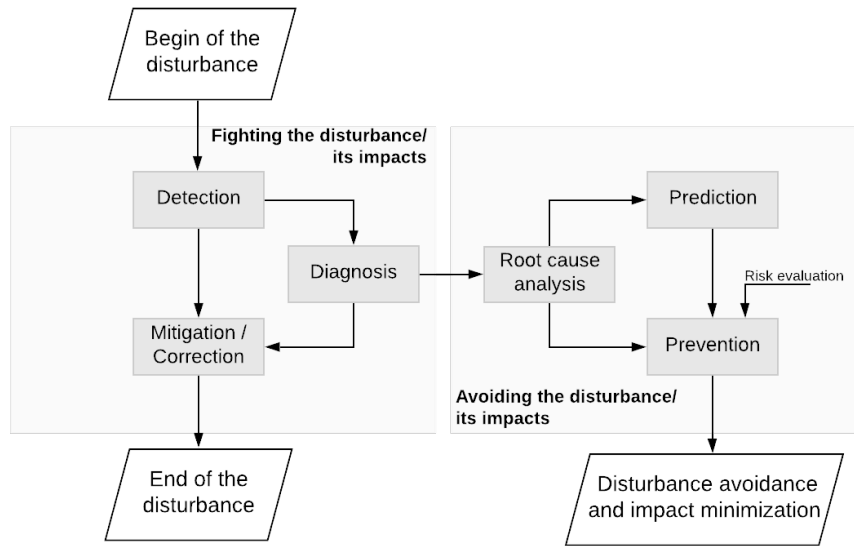 Begin of the
disturbance
Fighting the disturbance/
its impacts
Detection
Diagnosis
Mitigation /
Correction
End of the
disturbance
Prediction
Root cause
analysis
Risk evaluation
Prevention
Avoiding the disturbance/
its impacts
Disturbance avoidance
and impact minimization